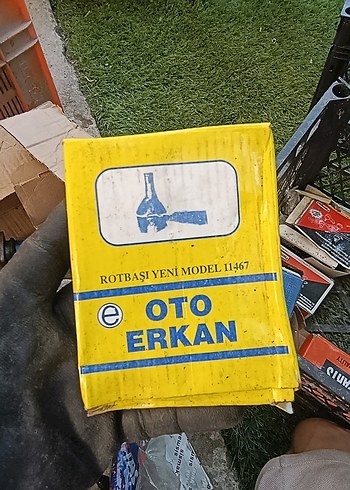 ROTBAŞI YENİ MODEL 11467
e OTO
ERKAN